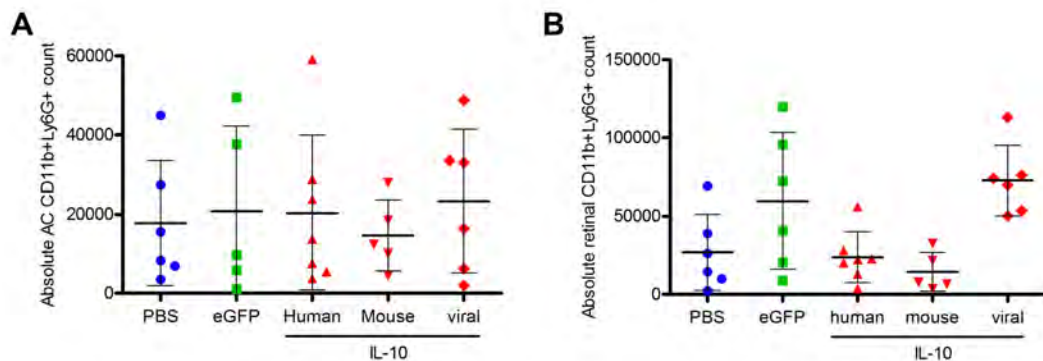 A
Absolute AC CD11b+Ly6G+ count
60000
40000
20000
0
PBS
eGFP
Human
Mouse
viral
IL-10
B
Absolute retinal CD11b+Ly6G+ count
150000
100000
50000
0
PBS
eGFP
human
mouse
viral
IL-10